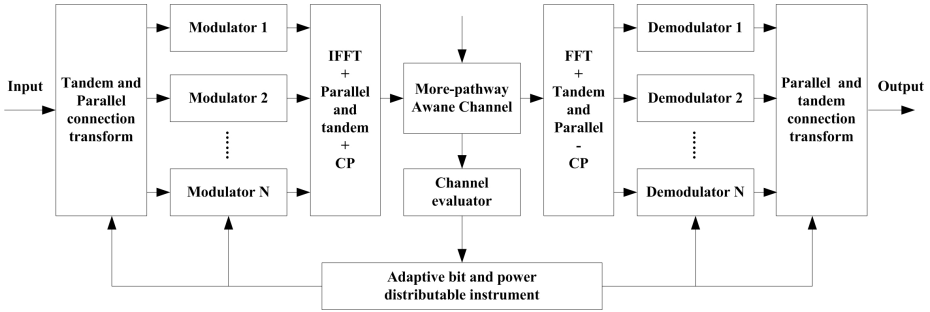 Input
Tandem and
Parallel
connection
transform
Modulator 1
Modulator 2
Modulator N
IFFT
+
Parallel
and
tandem
+
CP
More-pathway
Awane Channel
Channel
evaluator
Adaptive bit and power
distributable instrument
FFT
+
Tandem
and
Parallel
-
CP
Demodulator 1
Demodulator 2
Demodulator N
Parallel and
tandem
connection
transform
Output